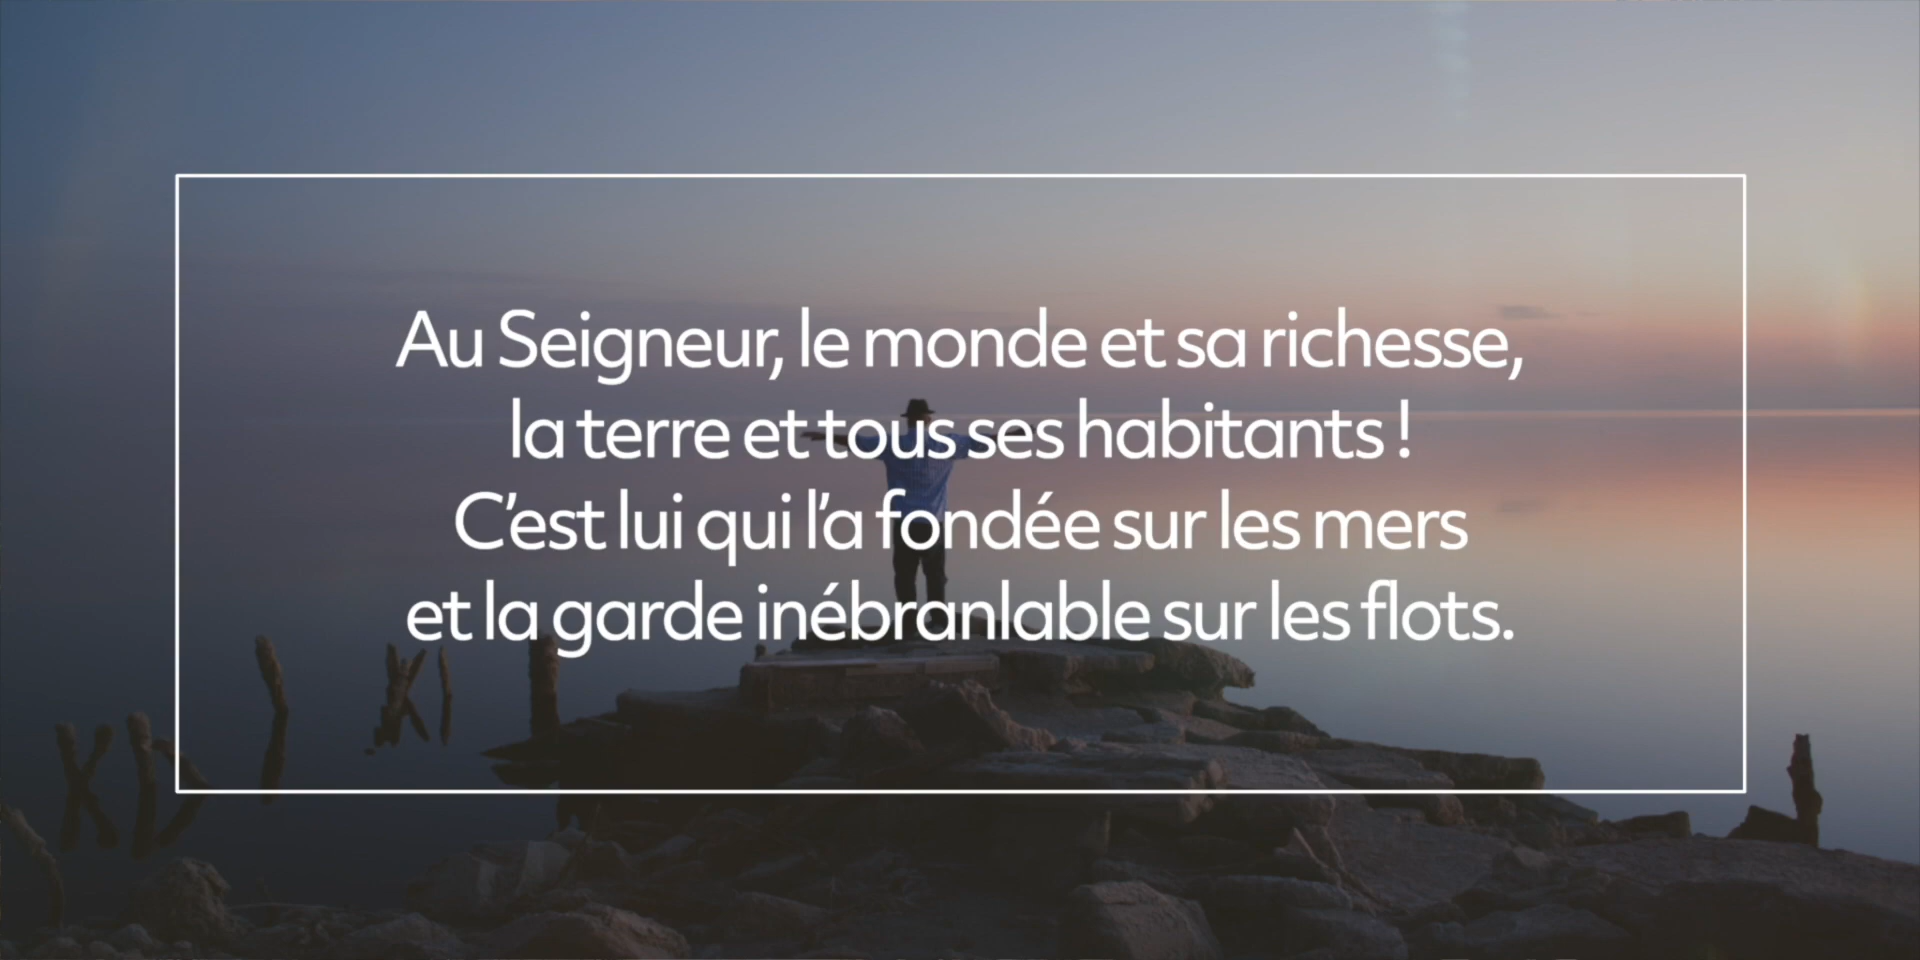 Au Seigneur, le monde et sa richesse,
la terre et tous ses habitants !
C’est lui qui l’a fondée sur les mers
et la garde inébranlable sur les flots.